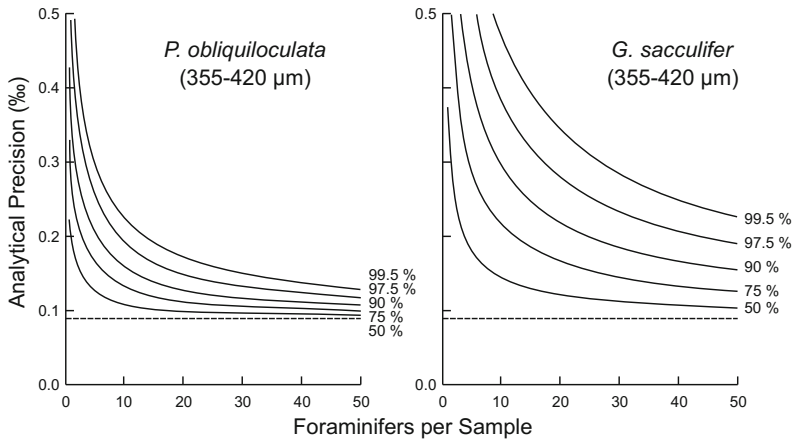 Analytical Precision (‰)
0.5
0.4
0.3
0.2
0.1
0.0
P. obliquiloculata
(355-420 µm)
99.5 %
97.5 %
90 %
75 %
50 %
0 10 20 30 40 50
0.5
0.0
G. sacculifer
(355-420 µm)
99.5 %
97.5 %
90 %
75 %
50 %
0 10 20 30 40 50
Foraminifers per Sample